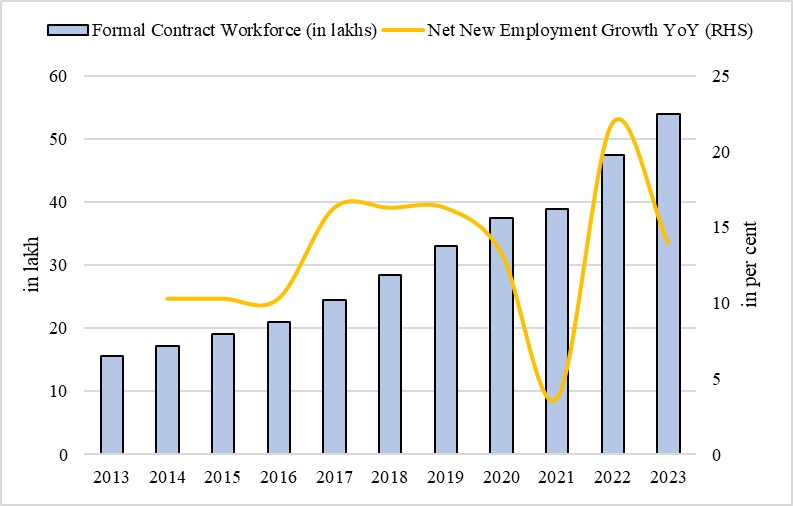 Formal Contract Workforce (in lakhs) Net New Employment Growth YoY (RHS)
60 25
50 20
40 15
30 10
20 5
10 0
0
in lakh
in per cent
2013 2014 2015 2016 2017 2018 2019 2020 2021 2022 2023